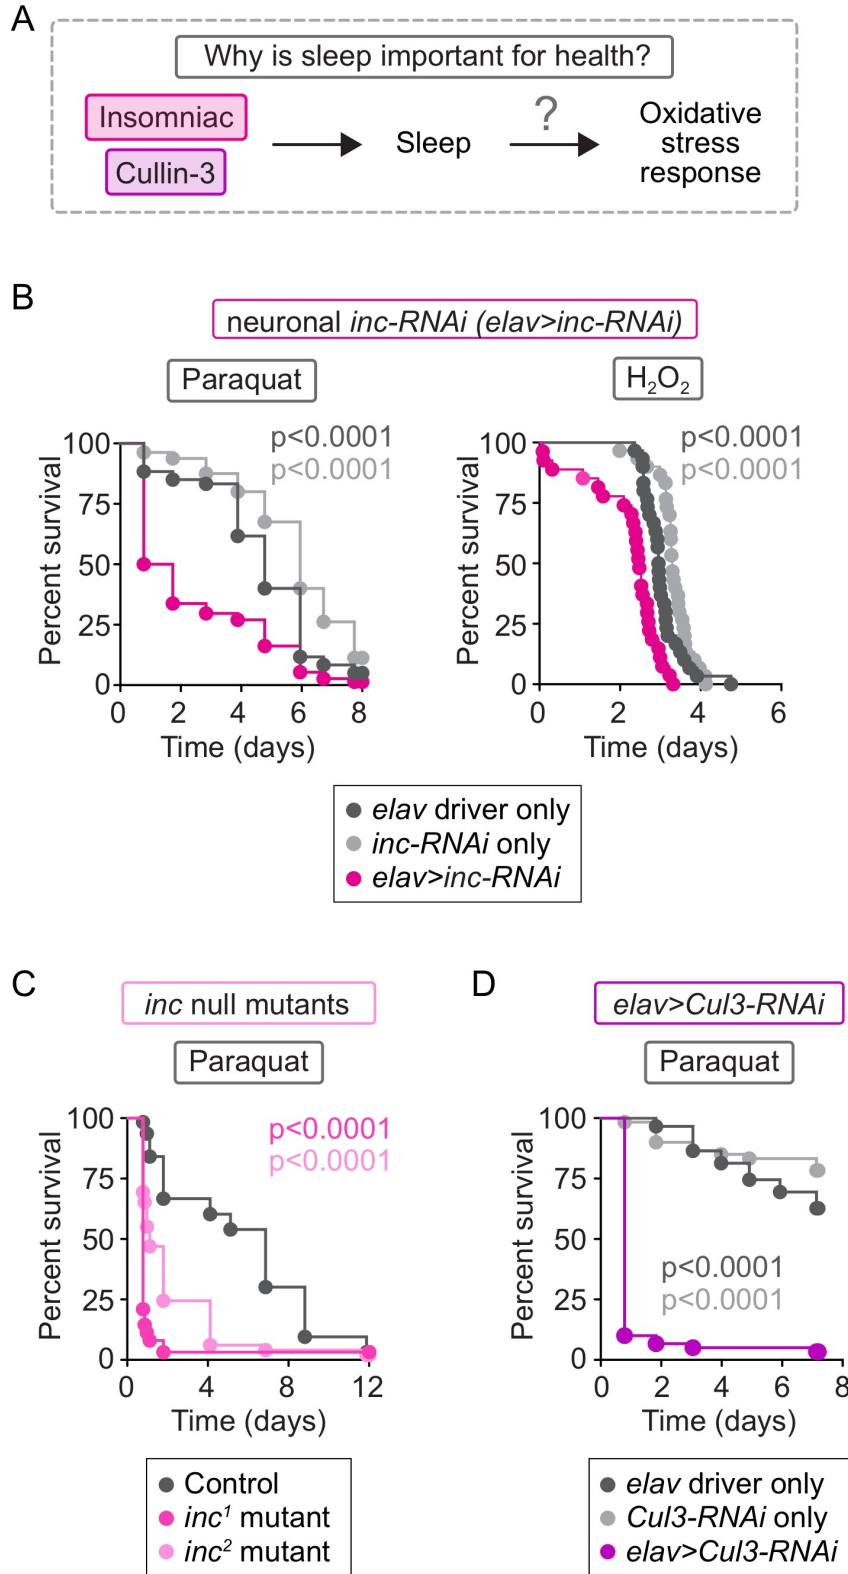 A
Why is sleep important for health?
Insomniac
Cullin-3
Sleep
?
Oxidative
stress
response
B
neuronal inc-RNAi (elav>inc-RNAi)
Paraquat
p<0.0001
p<0.0001
Percent survival
100
75
50
25
0
0 2 4 6 8
Time (days)
H₂O₂
p<0.0001
p<0.0001
Percent survival
100
75
50
25
0
0 2 4 6
Time (days)
elav driver only
inc-RNAi only
elav>inc-RNAi
C
inc null mutants
Paraquat
p<0.0001
p<0.0001
Percent survival
100
75
50
25
0
0 4 8 12
Time (days)
Control
inc¹ mutant
inc² mutant
D
elav>Cul3-RNAi
Paraquat
Percent survival
100
75
50
25
0
p<0.0001
p<0.0001
0 2 4 6 8
Time (days)
elav driver only
Cul3-RNAi only
elav>Cul3-RNAi